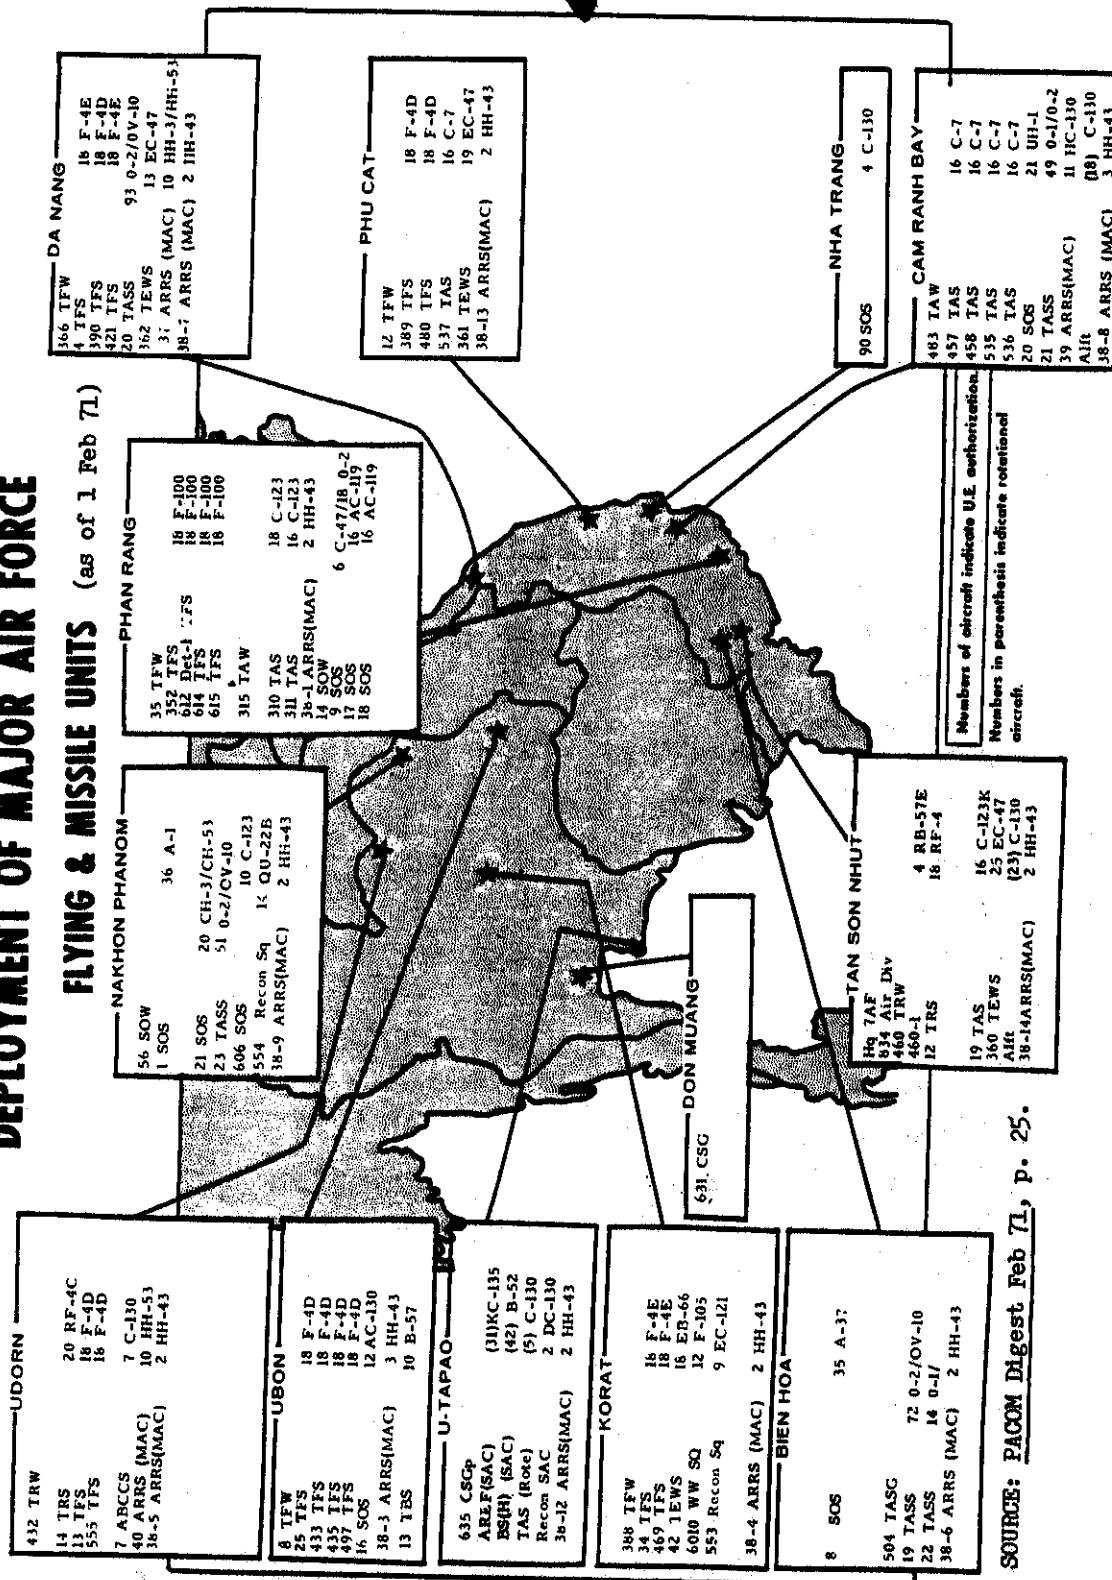 DEPLOYMENT OF MAJOR AIR FORCE
FLYING & MISSILE UNITS (as of 1 Feb 71)
UDORN
432 TRW
14 TRS 20 RF-4C
13 TFS 18 F-4D
555 TFS 18 F-4D
7 ABCCS 7 C-130
40 ARRS (MAC) 10 HH-53
38-5 ARRS(MAC) 2 HH-43
UBON
8 TFW
25 TFS 18 F-4D
433 TFS 18 F-4D
435 TFS 18 F-4D
497 TFS 18 F-4D
16 SOS 12 AC-130
38-3 ARRS(MAC) 3 HH-43
13 TBS 10 B-57
U-TAPAO
635 CSGp
AREF(SAC) (31)KC-135
BS(H) (SAC) (42) B-52
TAS (Rote) (5) C-130
Recon SAC 2 DC-130
38-12 ARRS(MAC) 2 HH-43
KORAT
388 TFW
34 TFS 18 F-4E
469 TFS 18 F-4E
42 TEWS 16 EB-66
6010 WW SQ 12 F-105
553 Recon Sq 9 EC-121
38-4 ARRS (MAC) 2 HH-43
BIEN HOA
8 SOS 35 A-37
504 TASG
19 TASS 72 O-2/OV-10
22 TASS 14 O-1/
38-6 ARRS (MAC) 2 HH-43
NAKHON PHANOM
56 SOW
1 SOS 36 A-1
21 SOS 20 CH-3/CH-53
23 TASS 51 O-2/OV-10
606 SOS 10 C-123
554 Recon Sq QU-22B
38-9 ARRS(MAC) 2 HH-43
DON MUANG
631 CSG
TAN SON NHUT
Hq 7AF
834 Air Div
460 TRW
460-1 4 RB-57E
12 TRS 18 RF-4
19 TAS 16 C-123K
360 TEWS 25 EC-47
Alft (23) C-130
38-14ARRS(MAC) 2 HH-43
PHAN RANG
35 TFW
352 TFS 18 F-100
612 Det-1 TFS 18 F-100
614 TFS 18 F-100
615 TFS 18 F-100
315 TAW
310 TAS 18 C-123
311 TAS 16 C-123
38-1 ARRS(MAC) 2 HH-43
14 SOW
9 SOS 6 C-47/18 O-2
17 SOS 16 AC-119
18 SOS 16 AC-119
DA NANG
366 TFW
4 TFS 18 F-4E
390 TFS 18 F-4D
421 TFS 18 F-4E
20 TASS 93 O-2/OV-10
362 TEWS 13 EC-47
37 ARRS (MAC) 10 HH-3/HH-53
38-7 ARRS (MAC) 2 HH-43
PHU CAT
12 TFW
389 TFS 18 F-4D
480 TFS 18 F-4D
537 TAS 16 C-7
361 TEWS 19 EC-47
38-13 ARRS(MAC) 2 HH-43
NHA TRANG
90 SOS 4 C-130
CAM RANH BAY
483 TAW
457 TAS 16 C-7
458 TAS 16 C-7
535 TAS 16 C-7
536 TAS 16 C-7
20 SOS 21 UH-1
21 TASS 49 O-1/O-2
39 ARRS(MAC) 11 HC-130
Alft (18) C-130
38-8 ARRS (MAC) 3 HH-43
Numbers of aircraft indicate U.E. authorization.
Numbers in parenthesis indicate rotational
aircraft.
SOURCE: PACOM Digest Feb 71, p. 25.